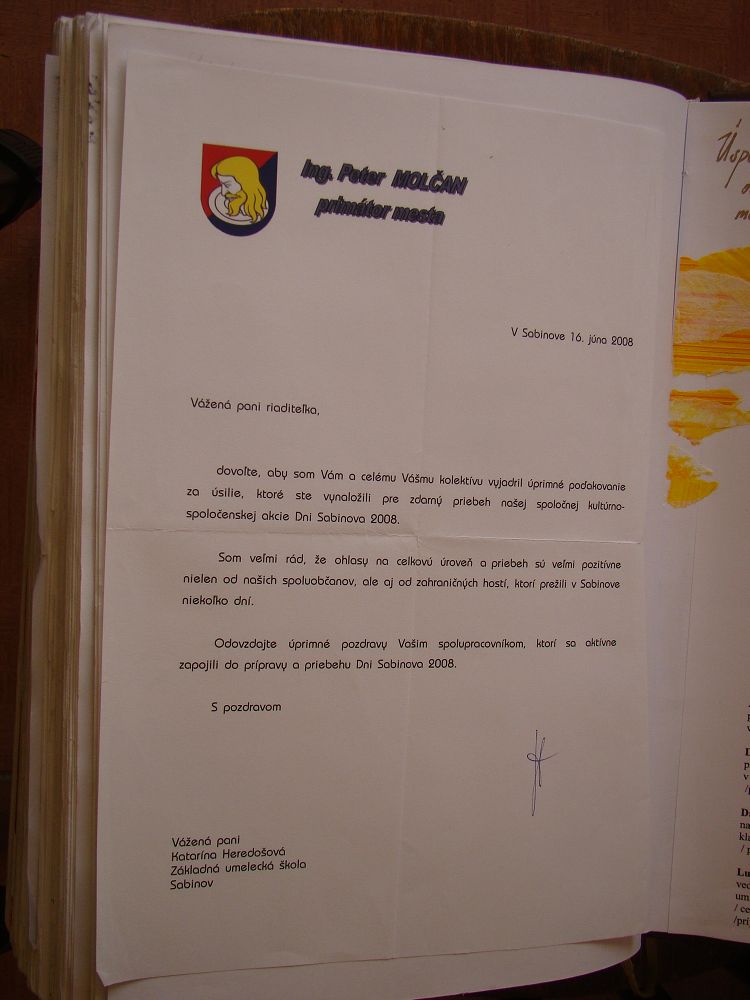 Ing. Peter MOLČAN
primátor mesta
V Sabinove 16. júna 2008
Vážená pani riaditeľka,
dovoľte, aby som Vám a celému Vášmu kolektívu vyjadril úprimné poďakovanie
za úsilie, ktoré ste vynaložili pre zdarný priebeh našej spoločnej kultúrno-
spoločenskej akcie Dni Sabinova 2008.
Som veľmi rád, že ohlasy na celkovú úroveň a priebeh sú veľmi pozitívne
nielen od našich spoluobčanov, ale aj od zahraničných hostí, ktorí prežili v Sabinove
niekoľko dní.
Odovzdajte úprimné pozdravy Vašim spolupracovníkom, ktorí sa aktívne
zapojili do prípravy a priebehu Dni Sabinova 2008.
S pozdravom
Vážená pani
Katarína Heredošová
Základná umelecká škola
Sabinov